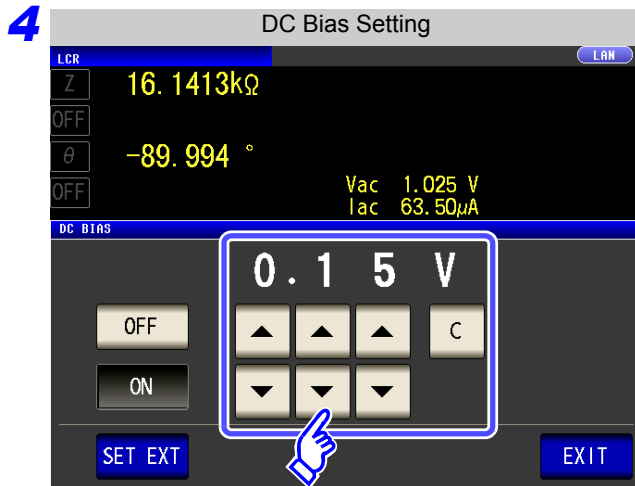 4
DC Bias Setting
LCR
LAN
Z 16.1413kΩ
OFF
θ -89.994 °
OFF
Vac 1.025 V
Iac 63.50μA
DC BIAS
0.15 V
OFF
C
ON
SET EXT
EXIT